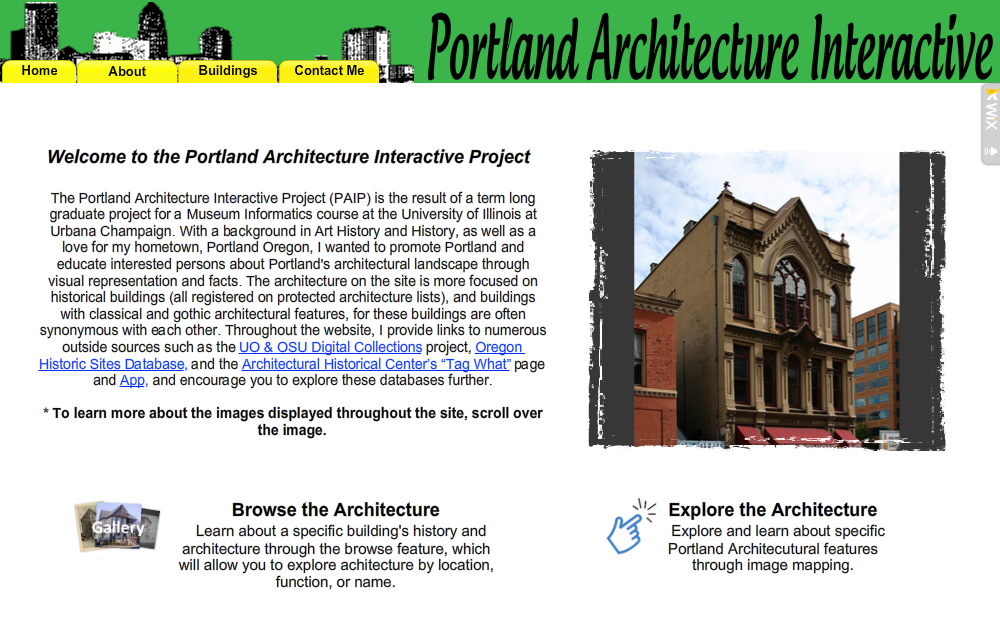 Portland Architecture Interactive
Home
About
Buildings
Contact Me
WiX
Welcome to the Portland Architecture Interactive Project
The Portland Architecture Interactive Project (PAIP) is the result of a term long
graduate project for a Museum Informatics course at the University of Illinois at
Urbana Champaign. With a background in Art History and History, as well as a
love for my hometown, Portland Oregon, I wanted to promote Portland and
educate interested persons about Portland's architectural landscape through
visual representation and facts. The architecture on the site is more focused on
historical buildings (all registered on protected architecture lists), and buildings
with classical and gothic architectural features, for these buildings are often
synonymous with each other. Throughout the website, I provide links to numerous
outside sources such as the UO & OSU Digital Collections project, Oregon
Historic Sites Database, and the Architectural Historical Center's “Tag What” page
and App, and encourage you to explore these databases further.
* To learn more about the images displayed throughout the site, scroll over
the image.
Gallery
Browse the Architecture
Learn about a specific building's history and
architecture through the browse feature, which
will allow you to explore achitecture by location,
function, or name.
Explore the Architecture
Explore and learn about specific
Portland Architecutural features
through image mapping.